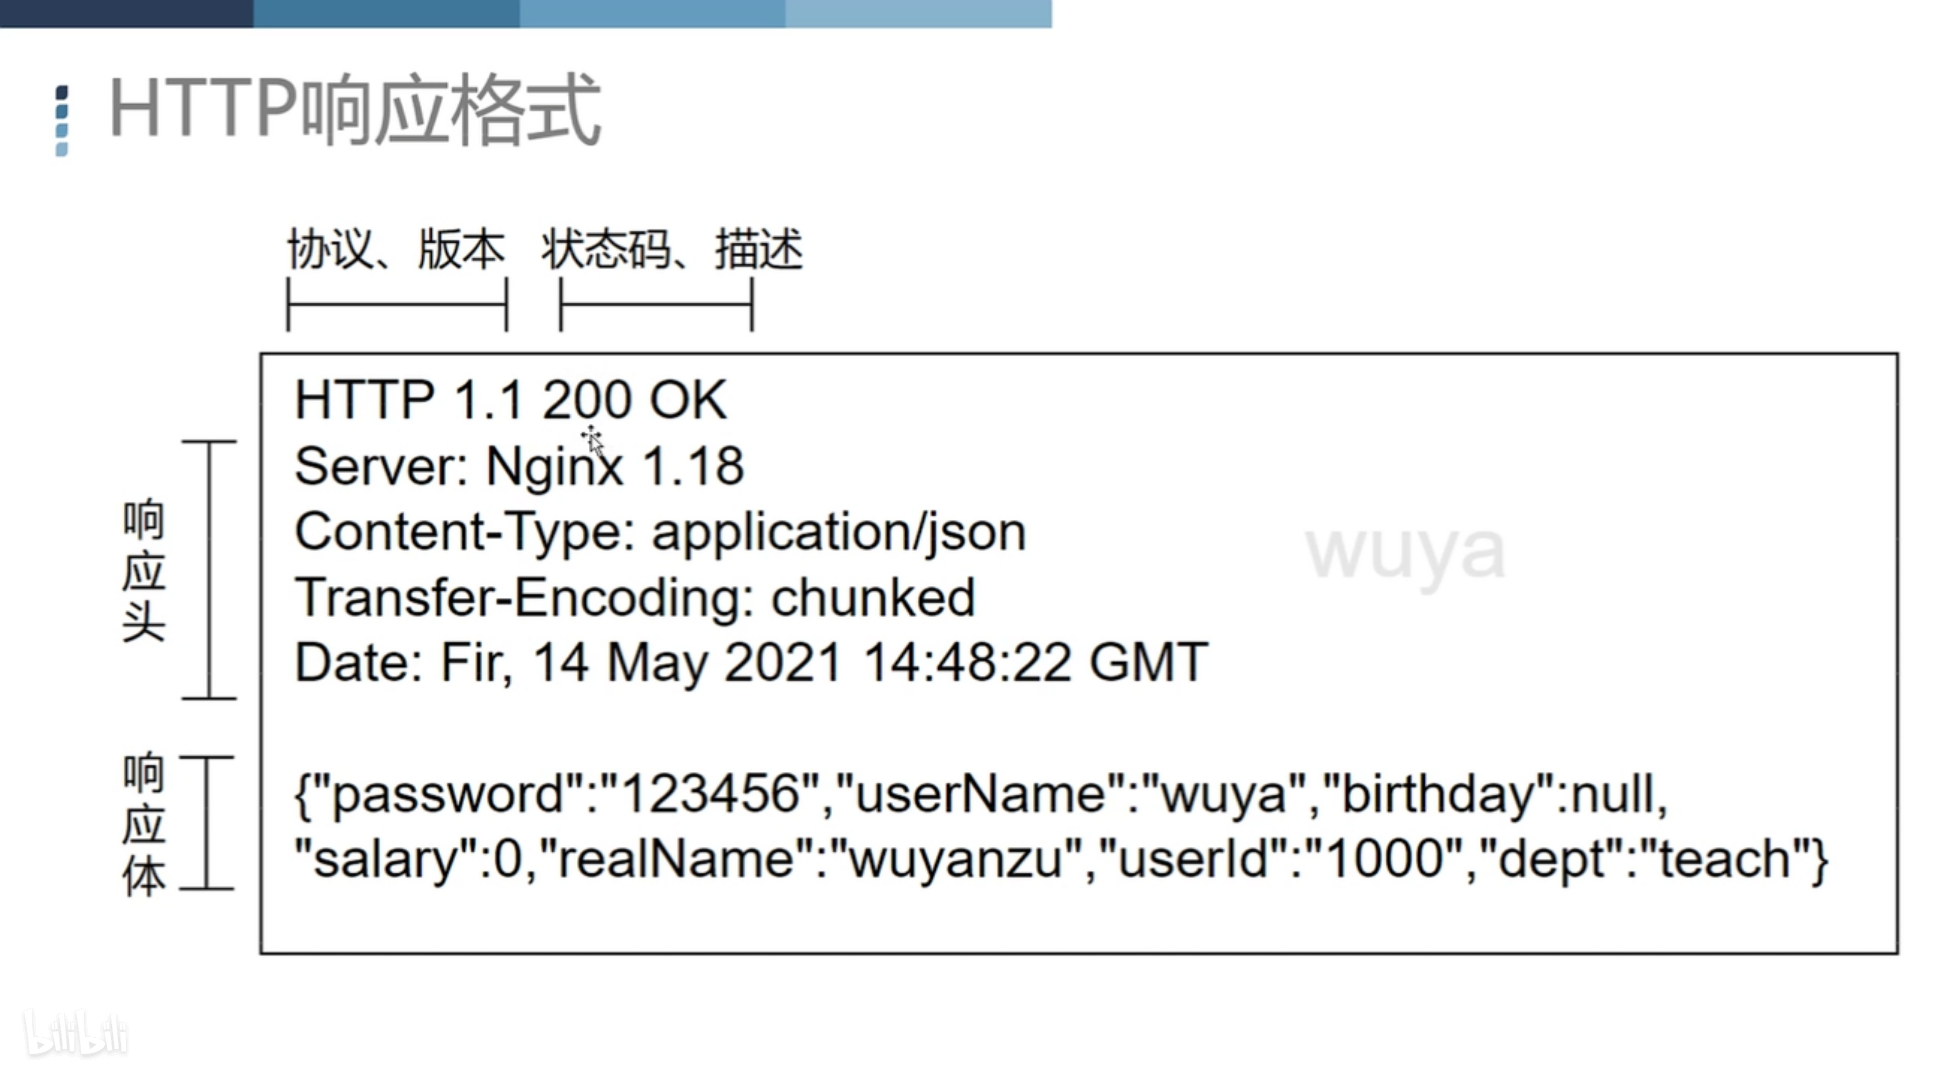 HTTP响应格式
协议、版本 状态码、描述
HTTP 1.1 200 OK
Server: Nginx 1.18
Content-Type: application/json
Transfer-Encoding: chunked
Date: Fir, 14 May 2021 14:48:22 GMT
响应头
wuya
{"password":"123456","userName":"wuya","birthday":null,
"salary":0,"realName":"wuyanzu","userId":"1000","dept":"teach"}
响应体
bilibili